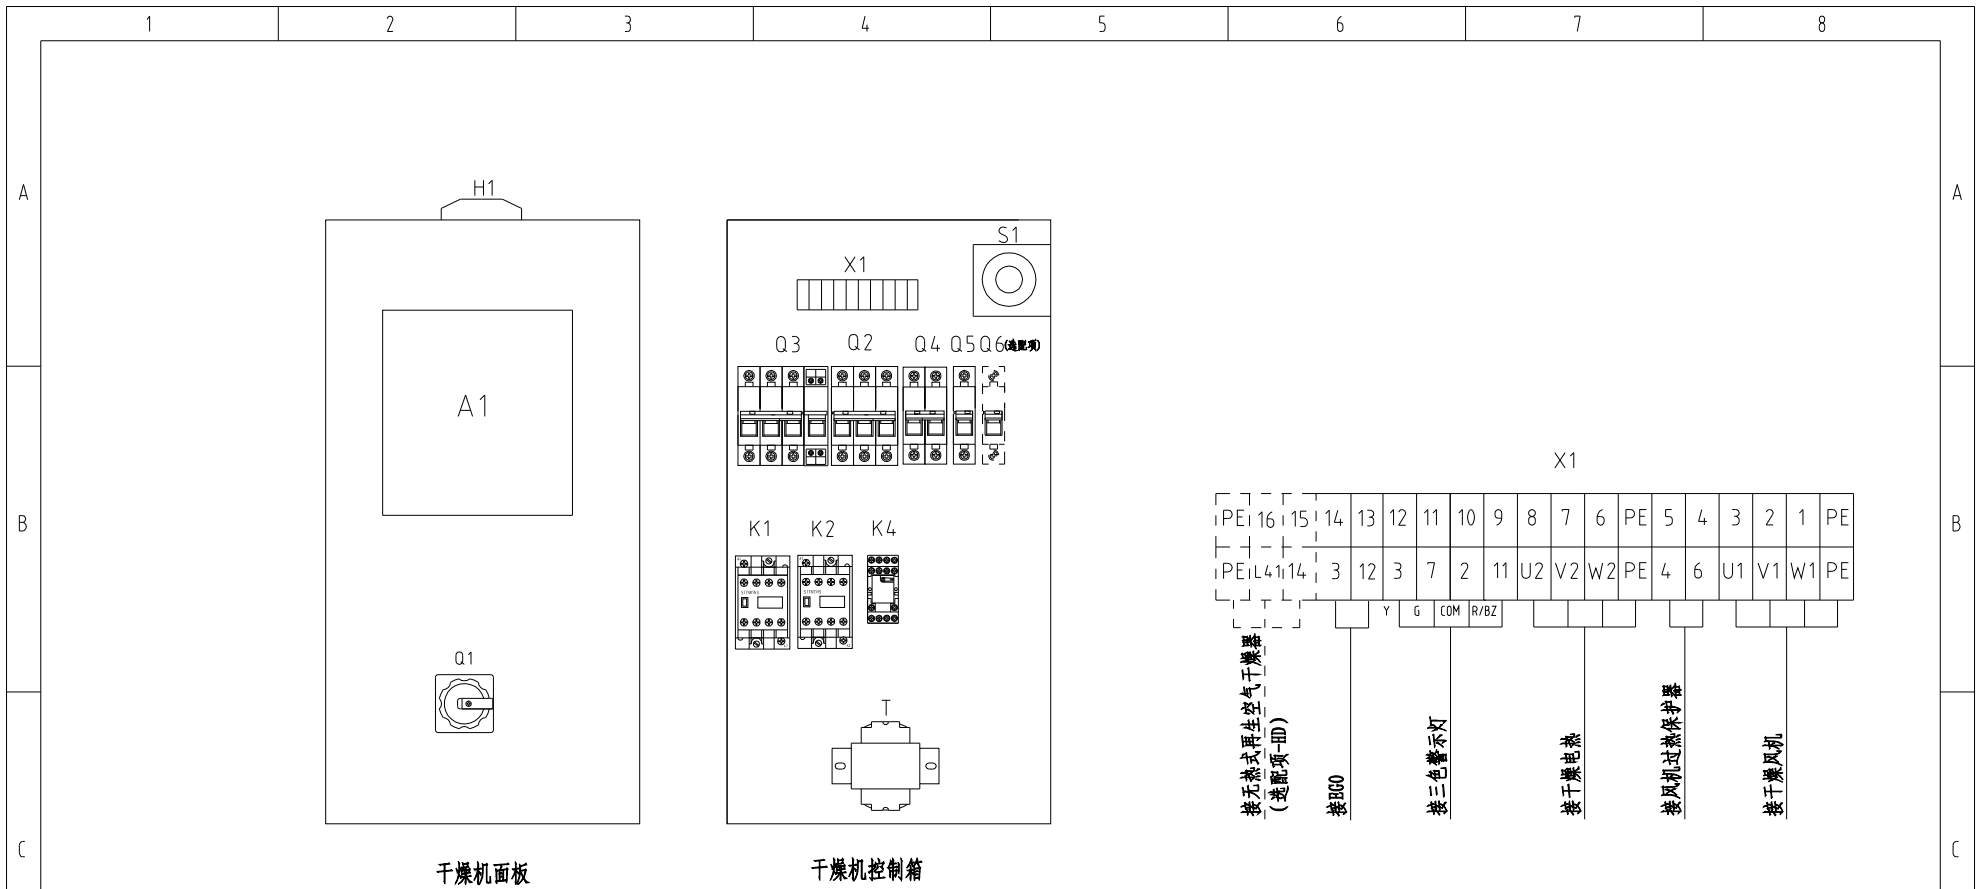 1 2 3 4 5 6 7 8
A A
H1
S1
X1
Q3 Q2 Q4 Q5 Q6(选配项)
A1
X1
B B
PE 16 15 14 13 12 11 10 9 8 7 6 PE 5 4 3 2 1 PE
K1 K2 K4
PE L41 14 3 12 3 7 2 11 U2 V2 W2 PE 4 6 U1 V1 W1 PE
SIEMENS SIEMENS
Y G COM R/BZ
Q1
接无热式再生空气干燥器
(选配项-HD)
接EGO
接三色警示灯
接干燥电热
接风机过热保护器
接干燥风机
T
C C
干燥机面板
干燥机控制箱